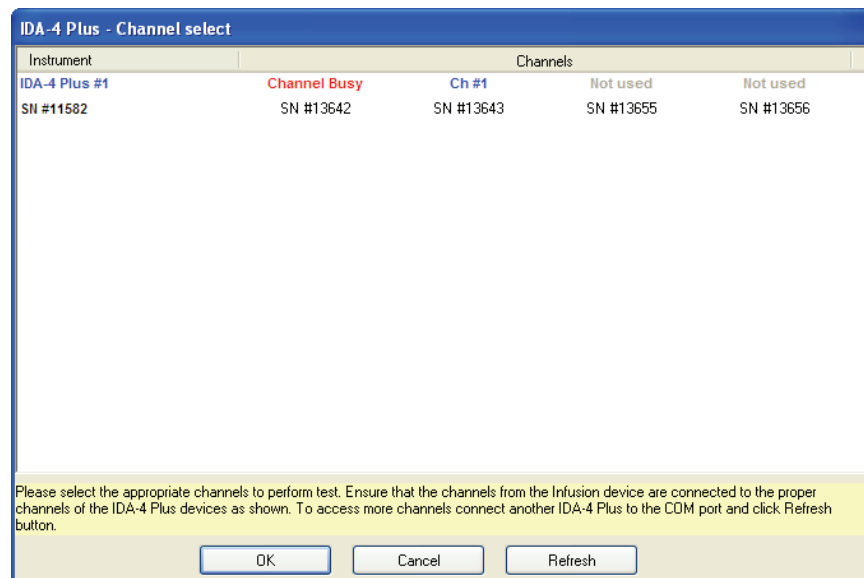 IDA-4 Plus - Channel select
Instrument Channels
IDA-4 Plus #1 Channel Busy Ch #1 Not used Not used
SN #11582 SN #13642 SN #13643 SN #13655 SN #13656
Please select the appropriate channels to perform test. Ensure that the channels from the Infusion device are connected to the proper
channels of the IDA-4 Plus devices as shown. To access more channels connect another IDA-4 Plus to the COM port and click Refresh
button.
OK Cancel Refresh